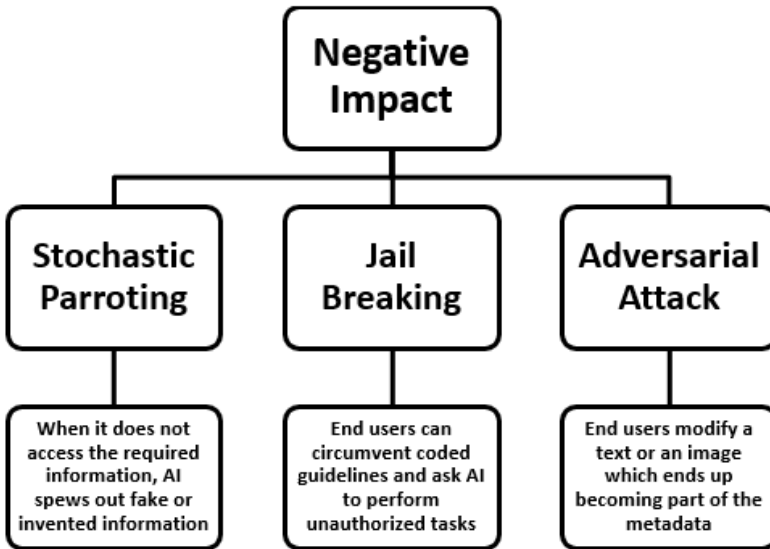 Negative
Impact
Stochastic
Parroting
Jail
Breaking
Adversarial
Attack
When it does not
access the required
information, AI
spews out fake or
invented information
End users can
circumvent coded
guidelines and ask AI
to perform
unauthorized tasks
End users modify a
text or an image
which ends up
becoming part of the
metadata